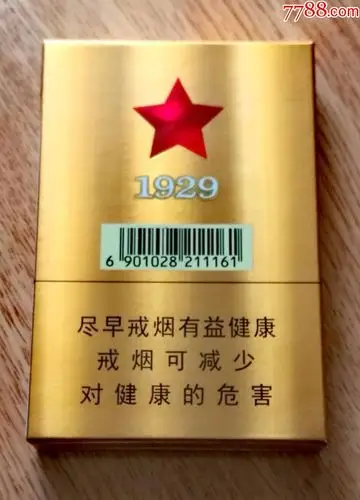 7788.com
1929
6 901028 211161
尽早戒烟有益健康
戒烟可减少
对健康的危害